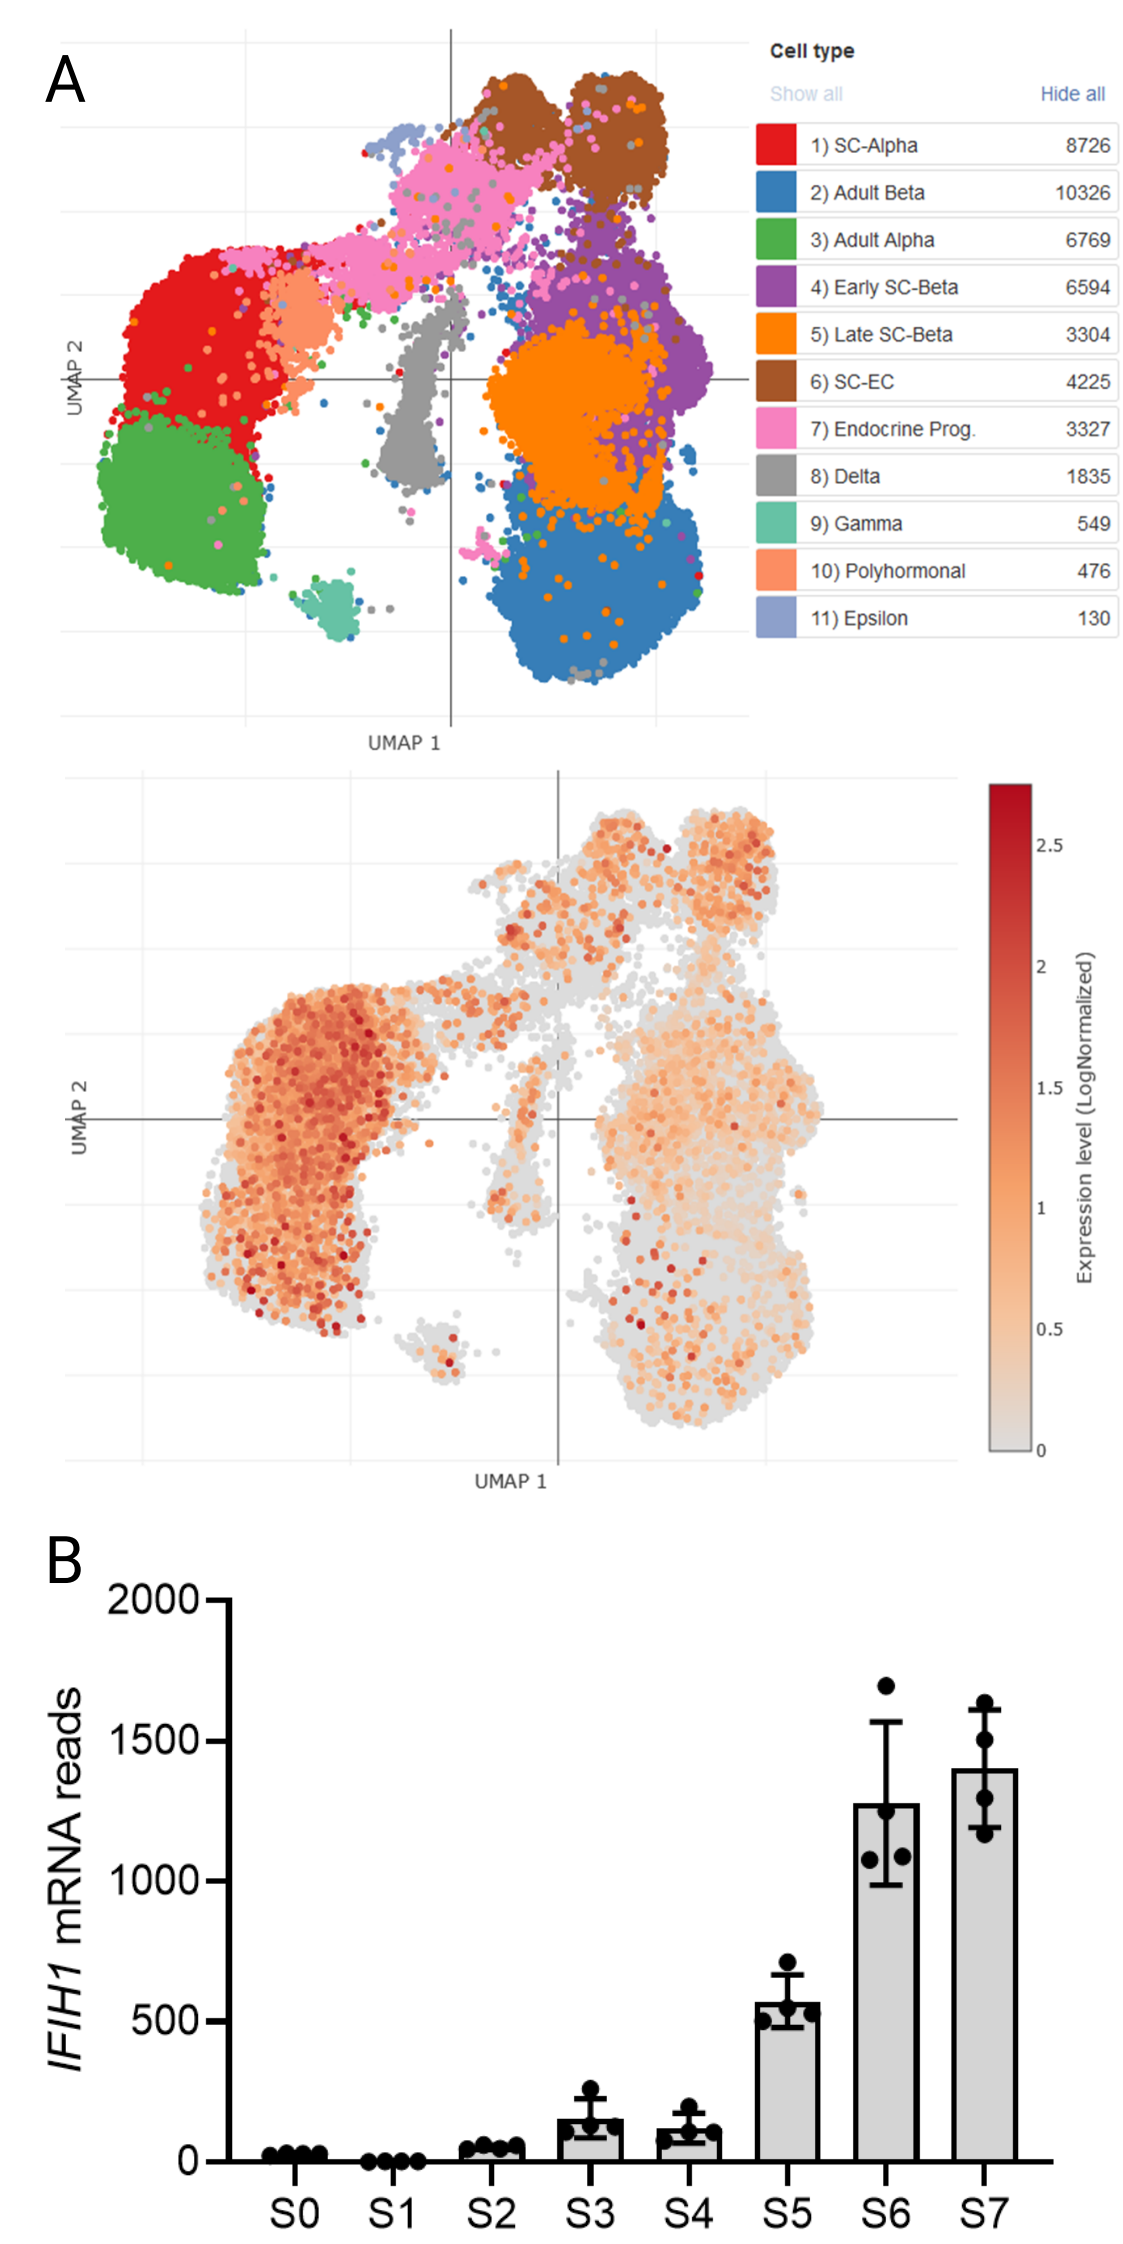 A
Cell type
Show all Hide all
1) SC-Alpha 8726
2) Adult Beta 10326
3) Adult Alpha 6769
4) Early SC-Beta 6594
5) Late SC-Beta 3304
6) SC-EC 4225
7) Endocrine Prog. 3327
8) Delta 1835
9) Gamma 549
10) Polyhormonal 476
11) Epsilon 130
UMAP 2
UMAP 1
2.5
2
1.5
1
0.5
0
Expression level (LogNormalized)
UMAP 2
UMAP 1
B
2000
1500
1000
500
0
IFIH1 mRNA reads
S0 S1 S2 S3 S4 S5 S6 S7